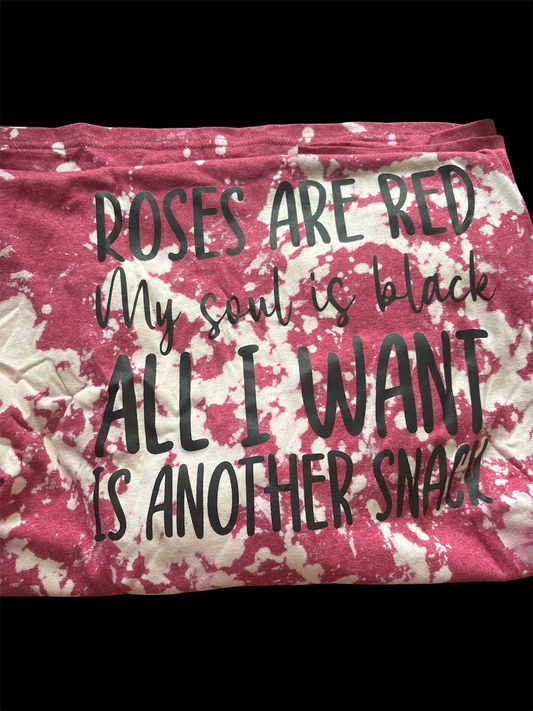 ROSES ARE RED
My soul is black
ALL I WANT
IS ANOTHER SNACK